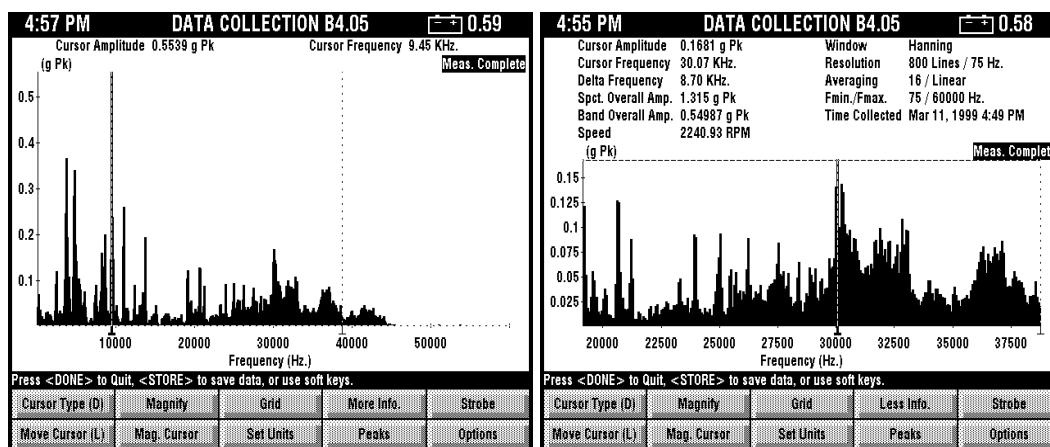 4:57 PM DATA COLLECTION B4.05 - + 0.59
Cursor Amplitude 0.5539 g Pk Cursor Frequency 9.45 KHz.
(g Pk) Meas. Complete
0.5
0.4
0.3
0.2
0.1
10000 20000 30000 40000 50000
Frequency (Hz.)
Press <DONE> to Quit, <STORE> to save data, or use soft keys.
Cursor Type (D) Magnify Grid More Info. Strobe
Move Cursor (L) Mag. Cursor Set Units Peaks Options
4:55 PM DATA COLLECTION B4.05 - + 0.58
Cursor Amplitude 0.1681 g Pk Window Hanning
Cursor Frequency 30.07 KHz. Resolution 800 Lines / 75 Hz.
Delta Frequency 8.70 KHz. Averaging 16 / Linear
Spct. Overall Amp. 1.315 g Pk Fmin./Fmax. 75 / 60000 Hz.
Band Overall Amp. 0.54987 g Pk Time Collected Mar 11, 1999 4:49 PM
Speed 2240.93 RPM
(g Pk) Meas. Complet
0.15
0.125
0.1
0.075
0.05
0.025
20000 22500 25000 27500 30000 32500 35000 37500
Frequency (Hz.)
Press <DONE> to Quit, <STORE> to save data, or use soft keys.
Cursor Type (D) Magnify Grid Less Info. Strobe
Move Cursor (L) Mag. Cursor Set Units Peaks Options